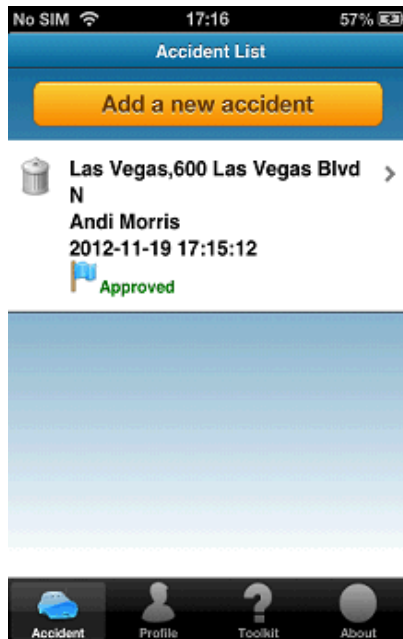 No SIM 17:16 57%
Accident List
Add a new accident
Las Vegas,600 Las Vegas Blvd
N
Andi Morris
2012-11-19 17:15:12
Approved
Accident Profile Toolkit About